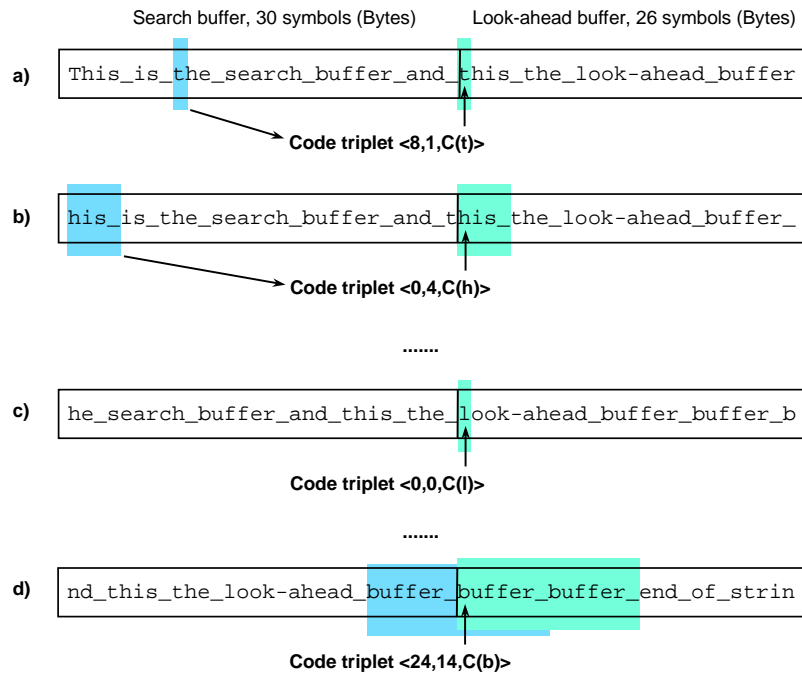 Search buffer, 30 symbols (Bytes) Look-ahead buffer, 26 symbols (Bytes)
a) This_is_the_search_buffer_and_this_the_look-ahead_buffer
Code triplet <8,1,C(t)>
b) his_is_the_search_buffer_and_this_the_look-ahead_buffer_
Code triplet <0,4,C(h)>
.......
c) he_search_buffer_and_this_the_look-ahead_buffer_buffer_b
Code triplet <0,0,C(l)>
.......
d) nd_this_the_look-ahead_buffer_buffer_buffer_end_of_strin
Code triplet <24,14,C(b)>